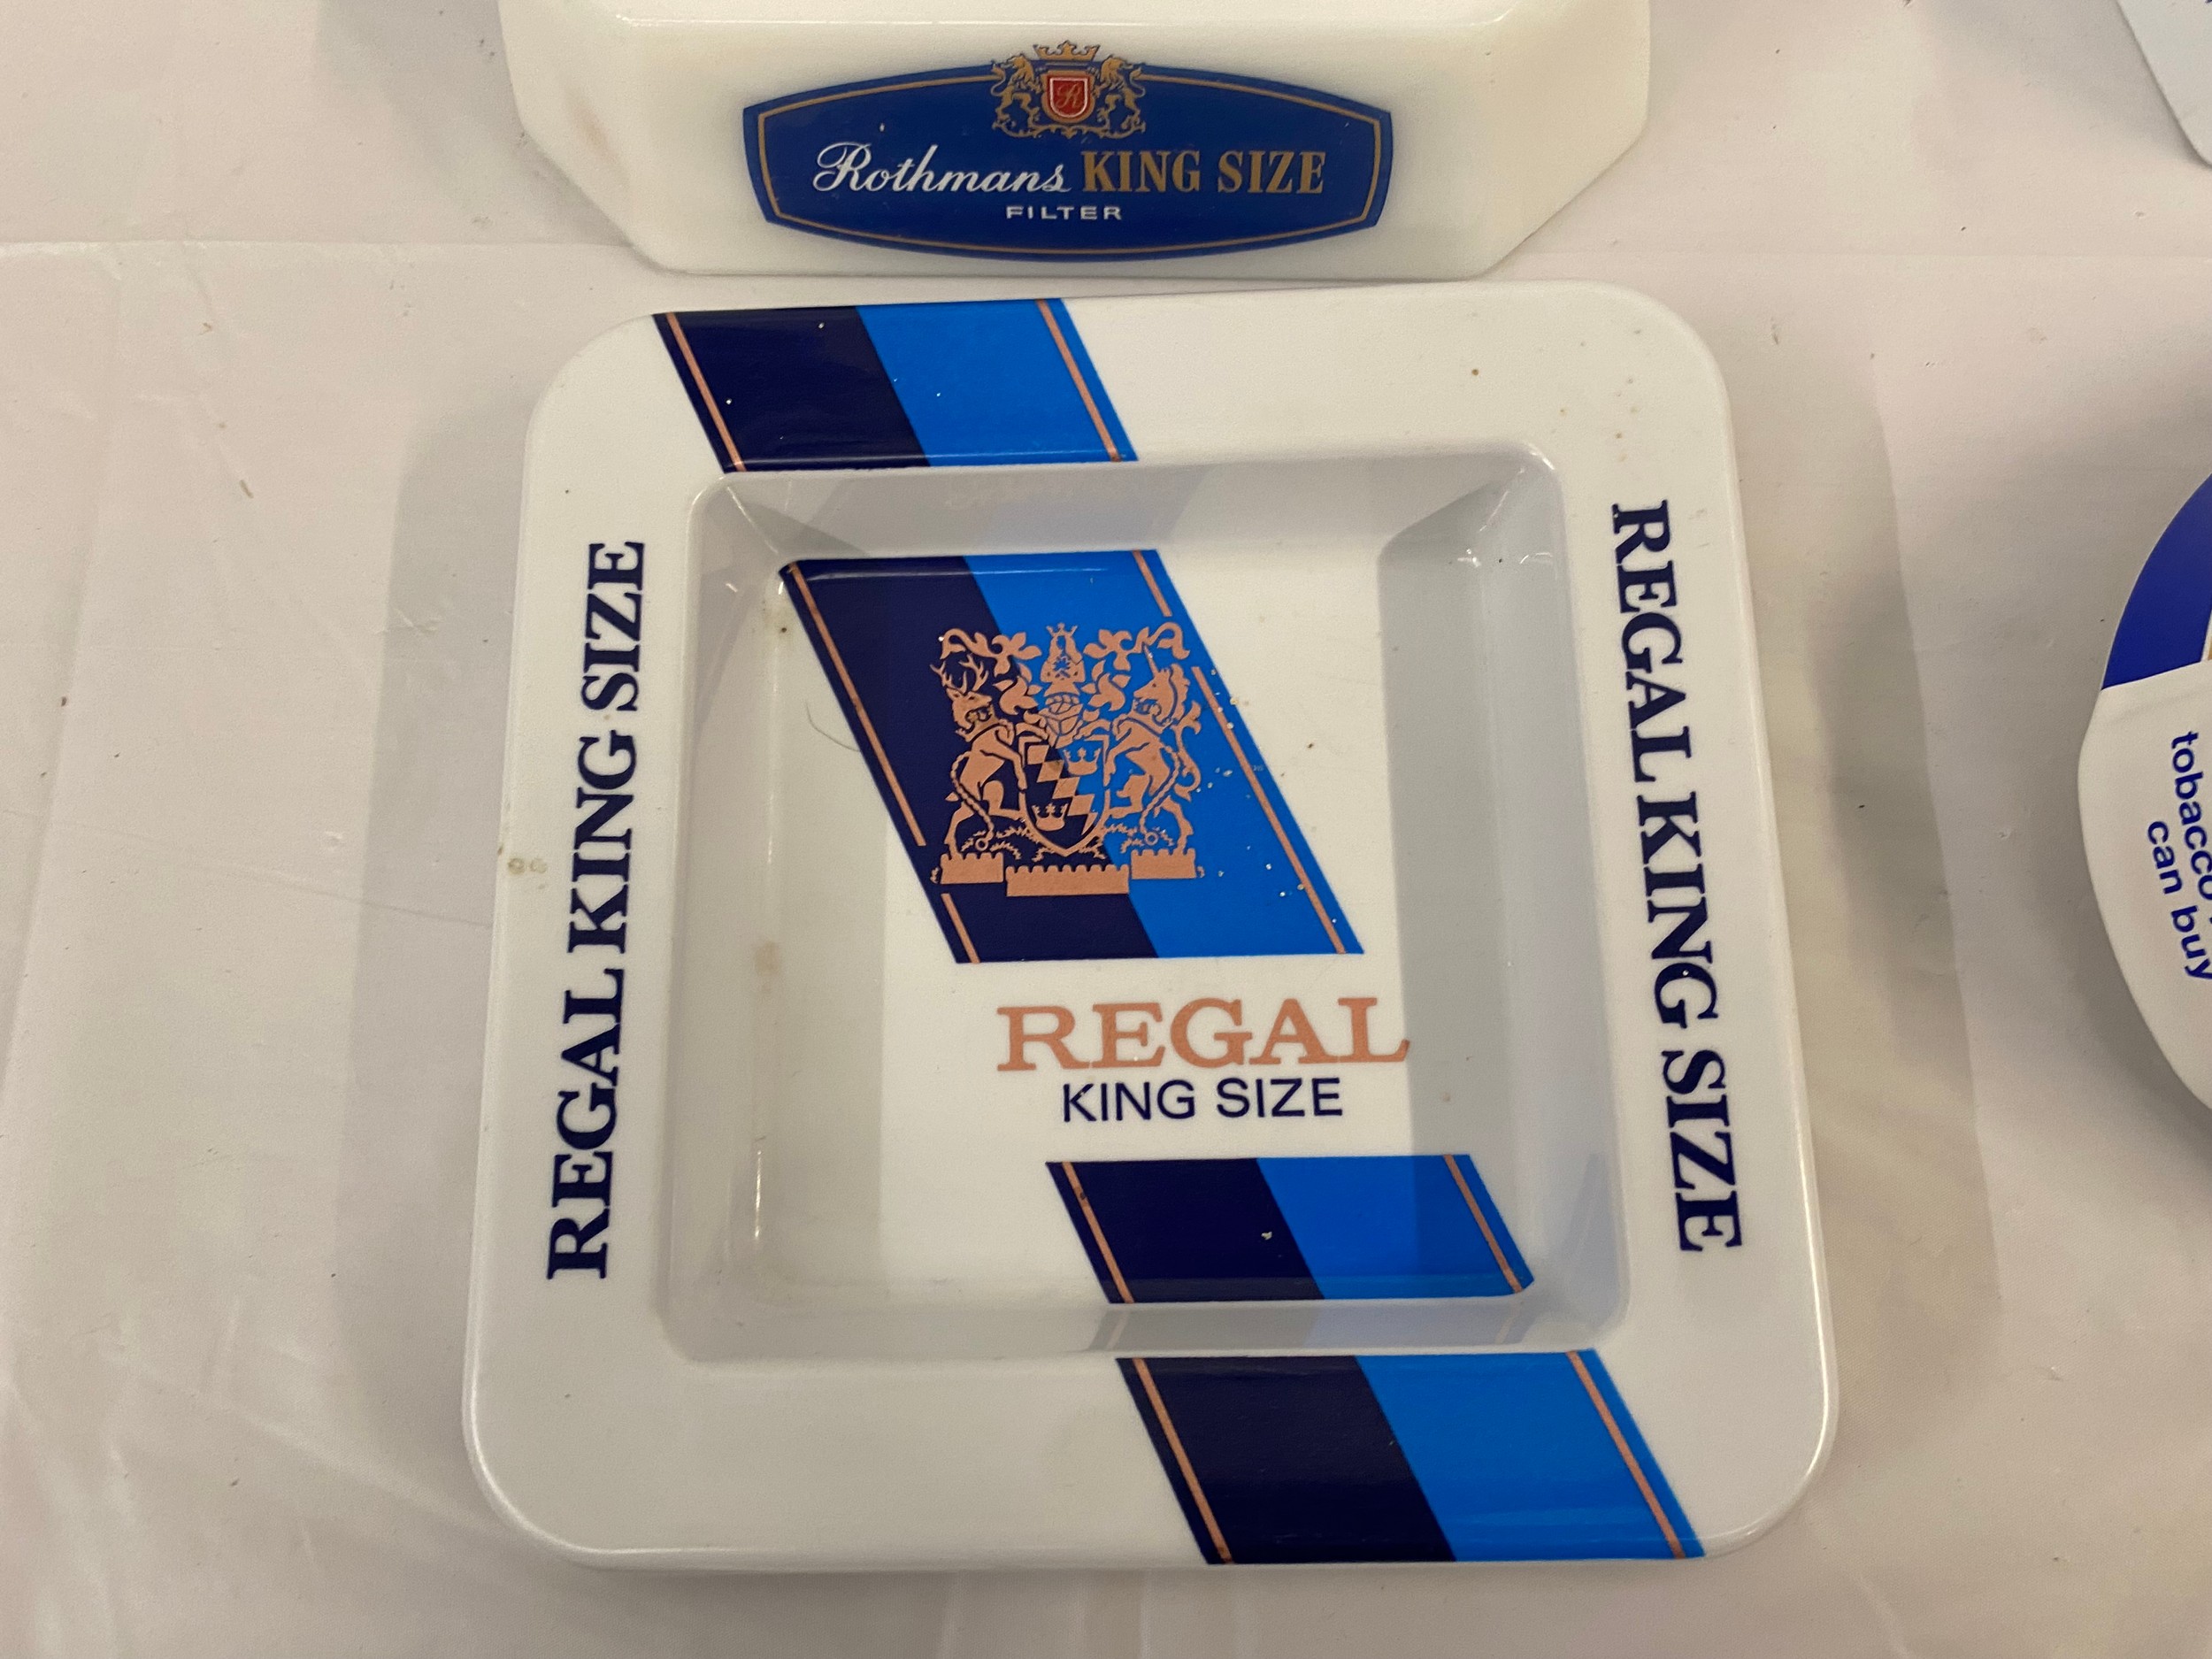 R
Rothmans KING SIZE
FILTER
REGAL KING SIZE
REGAL
KING SIZE
REGAL KING SIZE
tobacco
can buy